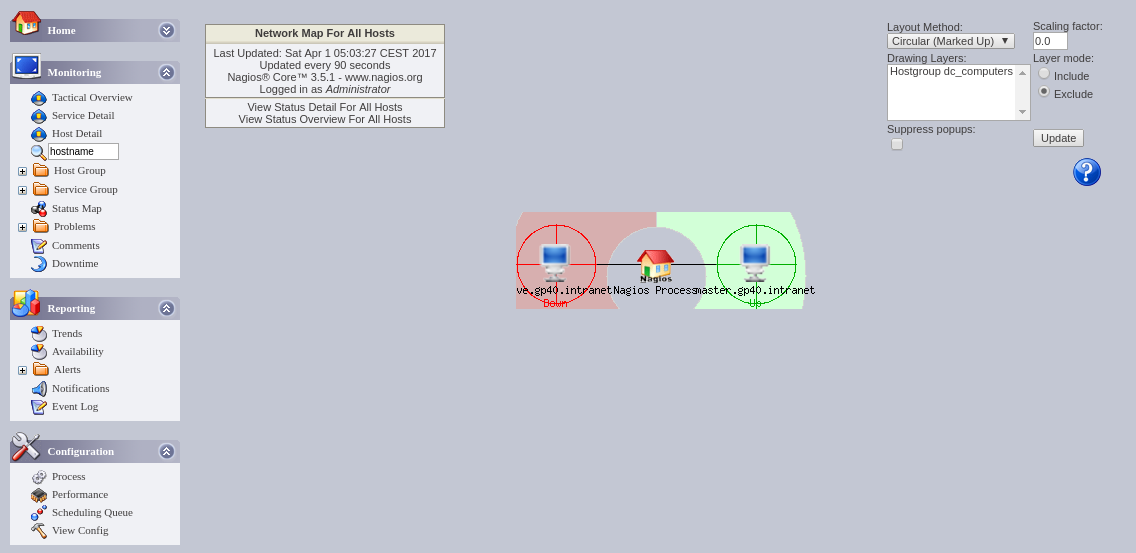 Home
Monitoring
Tactical Overview
Service Detail
Host Detail
hostname
Host Group
Service Group
Status Map
Problems
Comments
Downtime
Reporting
Trends
Availability
Alerts
Notifications
Event Log
Configuration
Process
Performance
Scheduling Queue
View Config
Network Map For All Hosts
Last Updated: Sat Apr 1 05:03:27 CEST 2017
Updated every 90 seconds
Nagios® Core™ 3.5.1 - www.nagios.org
Logged in as Administrator
View Status Detail For All Hosts
View Status Overview For All Hosts
Layout Method:
Circular (Marked Up)
Drawing Layers:
Hostgroup dc_computers
Suppress popups:
Scaling factor:
0.0
Layer mode:
Include
Exclude
Update
?
Nagios
ve.gp40.intranet Nagios Process master.gp40.intranet
Down Up